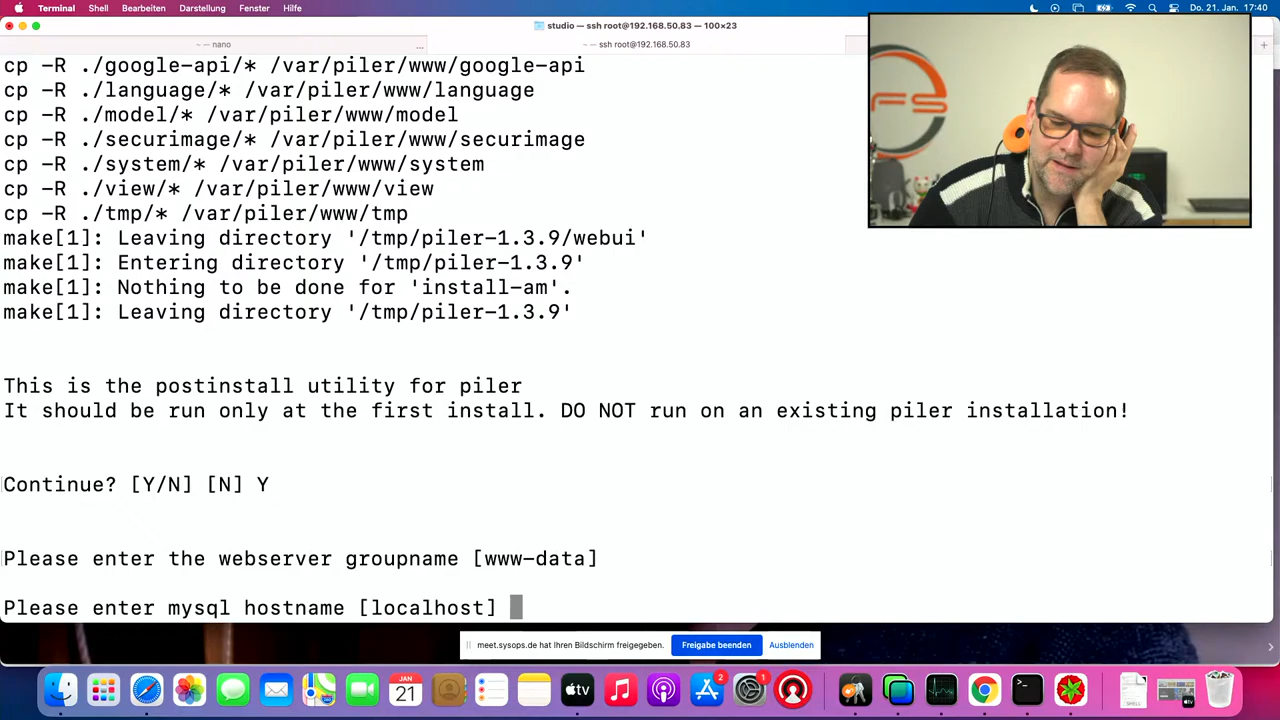 Terminal Shell Bearbeiten Darstellung Fenster Hilfe
Do. 21. Jan. 17:40
studio — ssh root@192.168.50.83 — 100×23
~ — nano ...
~ — ssh root@192.168.50.83
cp -R ./google-api/* /var/piler/www/google-api
cp -R ./language/* /var/piler/www/language
cp -R ./model/* /var/piler/www/model
cp -R ./securimage/* /var/piler/www/securimage
cp -R ./system/* /var/piler/www/system
cp -R ./view/* /var/piler/www/view
cp -R ./tmp/* /var/piler/www/tmp
make[1]: Leaving directory '/tmp/piler-1.3.9/webui'
make[1]: Entering directory '/tmp/piler-1.3.9'
make[1]: Nothing to be done for 'install-am'.
make[1]: Leaving directory '/tmp/piler-1.3.9'
This is the postinstall utility for piler
It should be run only at the first install. DO NOT run on an existing piler installation!
Continue? [Y/N] [N] Y
Please enter the webserver groupname [www-data]
Please enter mysql hostname [localhost]
meet.sysops.de hat Ihren Bildschirm freigegeben. Freigabe beenden Ausblenden
JAN
21
2
1
SHELL